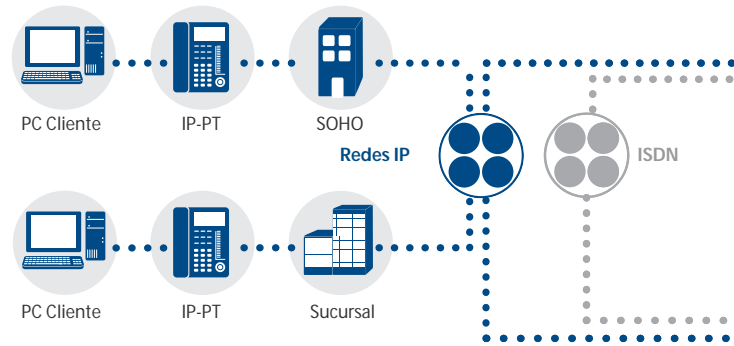 PC Cliente
IP-PT
SOHO
Redes IP
ISDN
PC Cliente
IP-PT
Sucursal